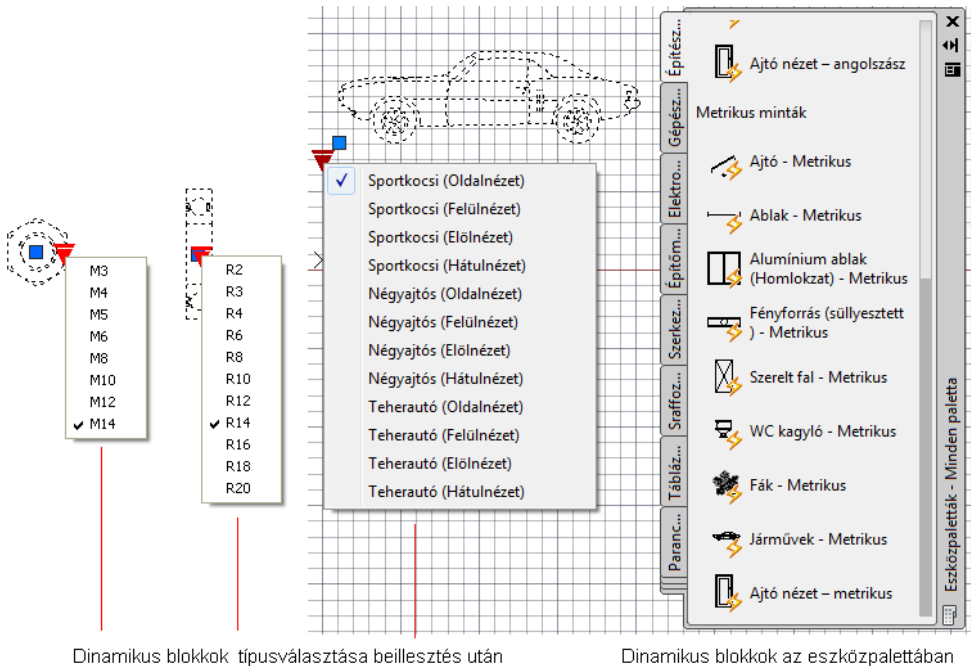 M3
M4
M5
M6
M8
M10
M12
M14
R2
R3
R4
R6
R8
R10
R12
R14
R16
R18
R20
Sportkocsi (Oldalnézet)
Sportkocsi (Felülnézet)
Sportkocsi (Elölnézet)
Sportkocsi (Hátulnézet)
Négyajtós (Oldalnézet)
Négyajtós (Felülnézet)
Négyajtós (Elölnézet)
Négyajtós (Hátulnézet)
Teherautó (Oldalnézet)
Teherautó (Felülnézet)
Teherautó (Elölnézet)
Teherautó (Hátulnézet)
Építész...
Gépész...
Elektro...
Építőm...
Szerkez...
Sraffoz...
Tábláz...
Paranc...
Ajtó nézet – angolszász
Metrikus minták
Ajtó - Metrikus
Ablak - Metrikus
Alumínium ablak
(Homlokzat) - Metrikus
Fényforrás (süllyesztett
) - Metrikus
Szerelt fal - Metrikus
WC kagyló - Metrikus
Fák - Metrikus
Járművek - Metrikus
Ajtó nézet – metrikus
Eszközpaletták - Minden paletta
Dinamikus blokkok típusválasztása beillesztés után
Dinamikus blokkok az eszközpalettában